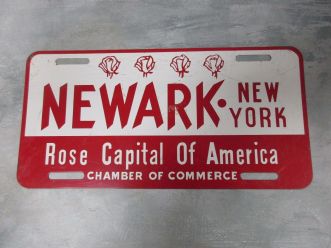 NEWARK · NEW YORK
Rose Capital Of America
CHAMBER OF COMMERCE